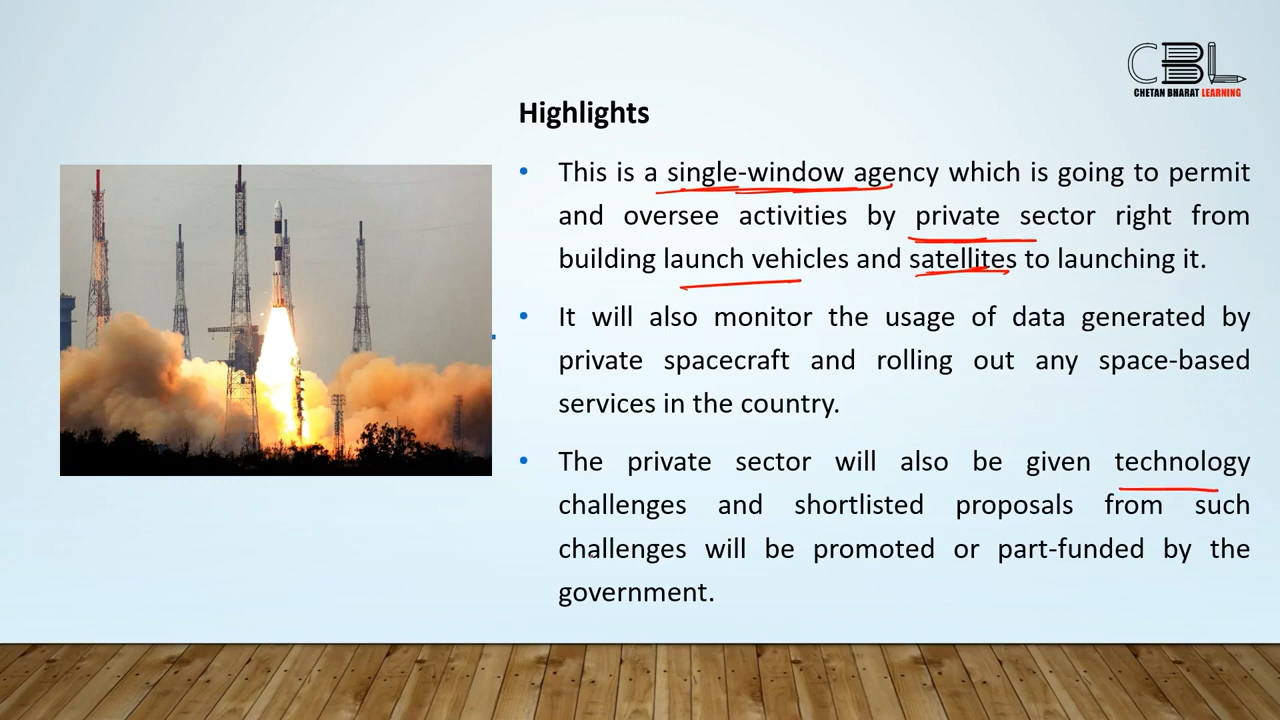 CBL
CHETAN BHARAT LEARNING
Highlights
• This is a single-window agency which is going to permit
and oversee activities by private sector right from
building launch vehicles and satellites to launching it.
• It will also monitor the usage of data generated by
private spacecraft and rolling out any space-based
services in the country.
• The private sector will also be given technology
challenges and shortlisted proposals from such
challenges will be promoted or part-funded by the
government.